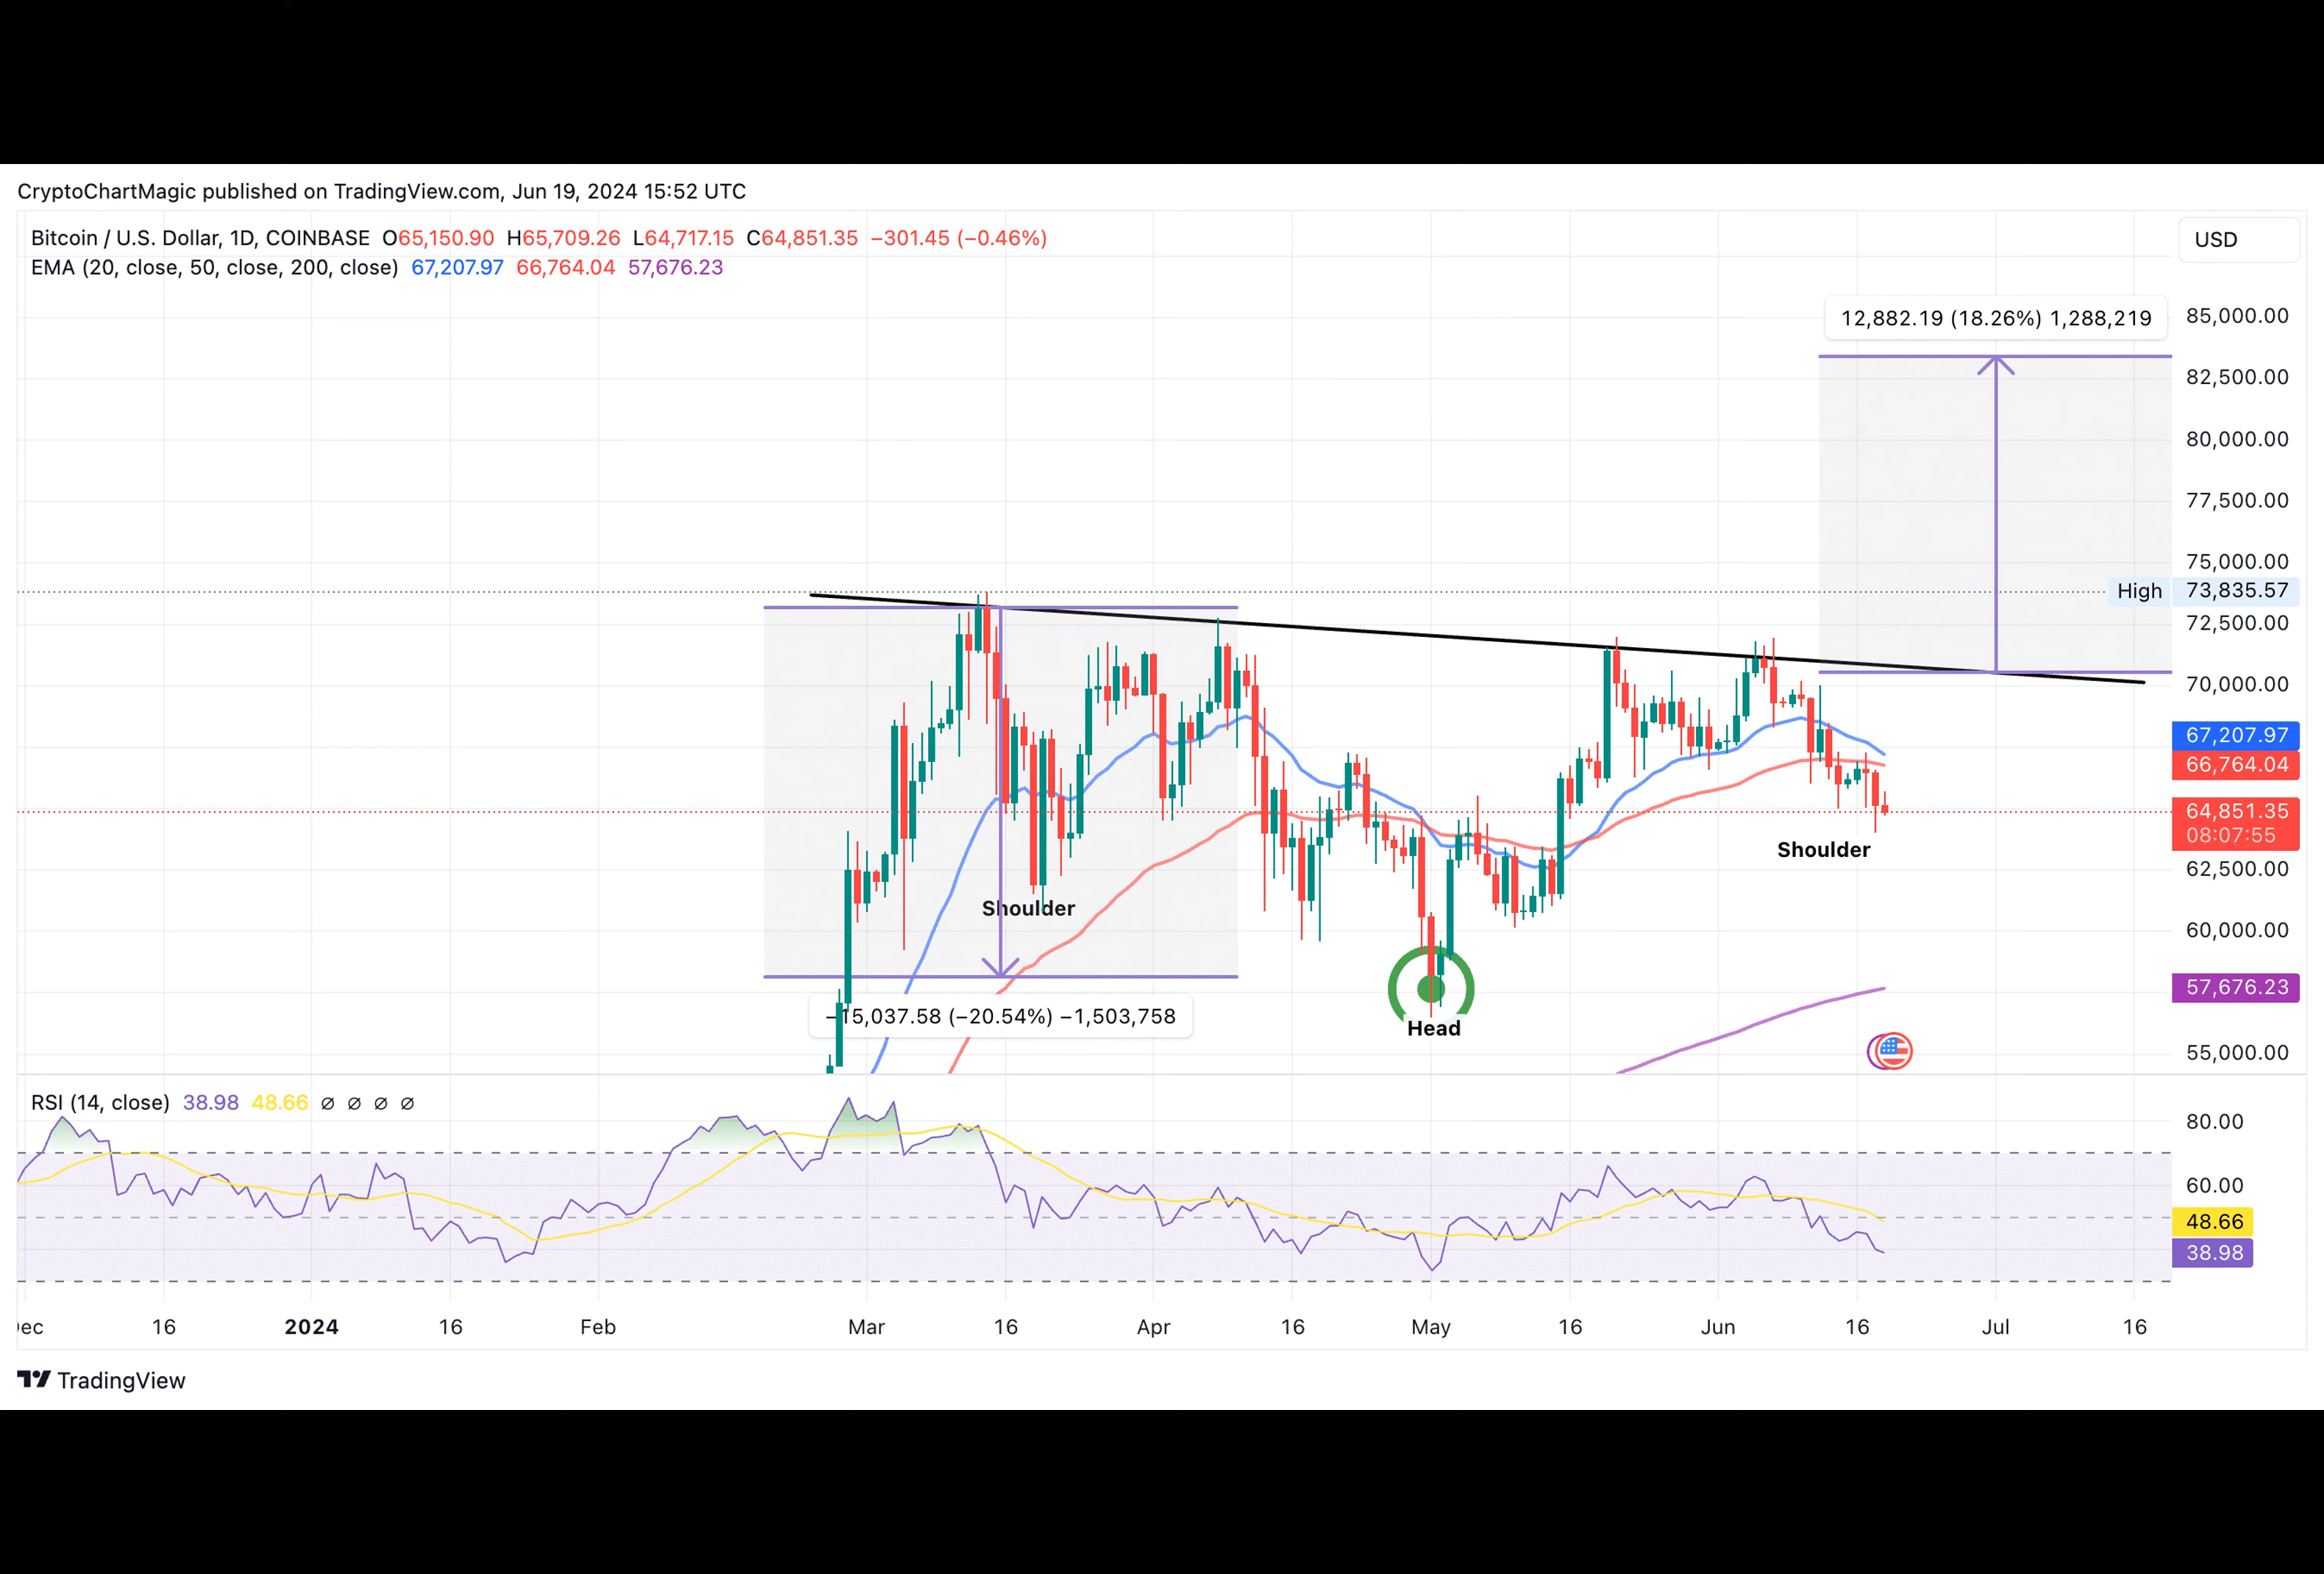 CryptoChartMagic published on TradingView.com, Jun 19, 2024 15:52 UTC
Bitcoin / U.S. Dollar, 1D, COINBASE O65,150.90 H65,709.26 L64,717.15 C64,851.35 −301.45 (−0.46%)
USD
EMA (20, close, 50, close, 200, close) 67,207.97 66,764.04 57,676.23
12,882.19 (18.26%) 1,288,219
85,000.00
82,500.00
80,000.00
77,500.00
75,000.00
High 73,835.57
72,500.00
70,000.00
67,207.97
66,764.04
64,851.35
08:07:55
Shoulder
62,500.00
Shoulder
60,000.00
57,676.23
−15,037.58 (−20.54%) −1,503,758
Head
55,000.00
RSI (14, close) 38.98 48.66 ∅ ∅ ∅ ∅
80.00
60.00
48.66
38.98
ec 16 2024 16 Feb Mar 16 Apr 16 May 16 Jun 16 Jul 16
TradingView